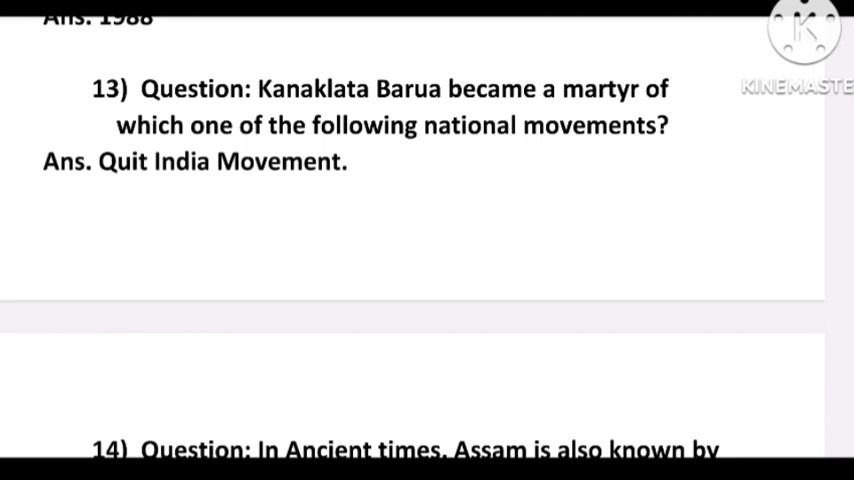 Ans. 1988
KINEMASTE
13) Question: Kanaklata Barua became a martyr of
which one of the following national movements?
Ans. Quit India Movement.
14) Question: In Ancient times, Assam is also known by